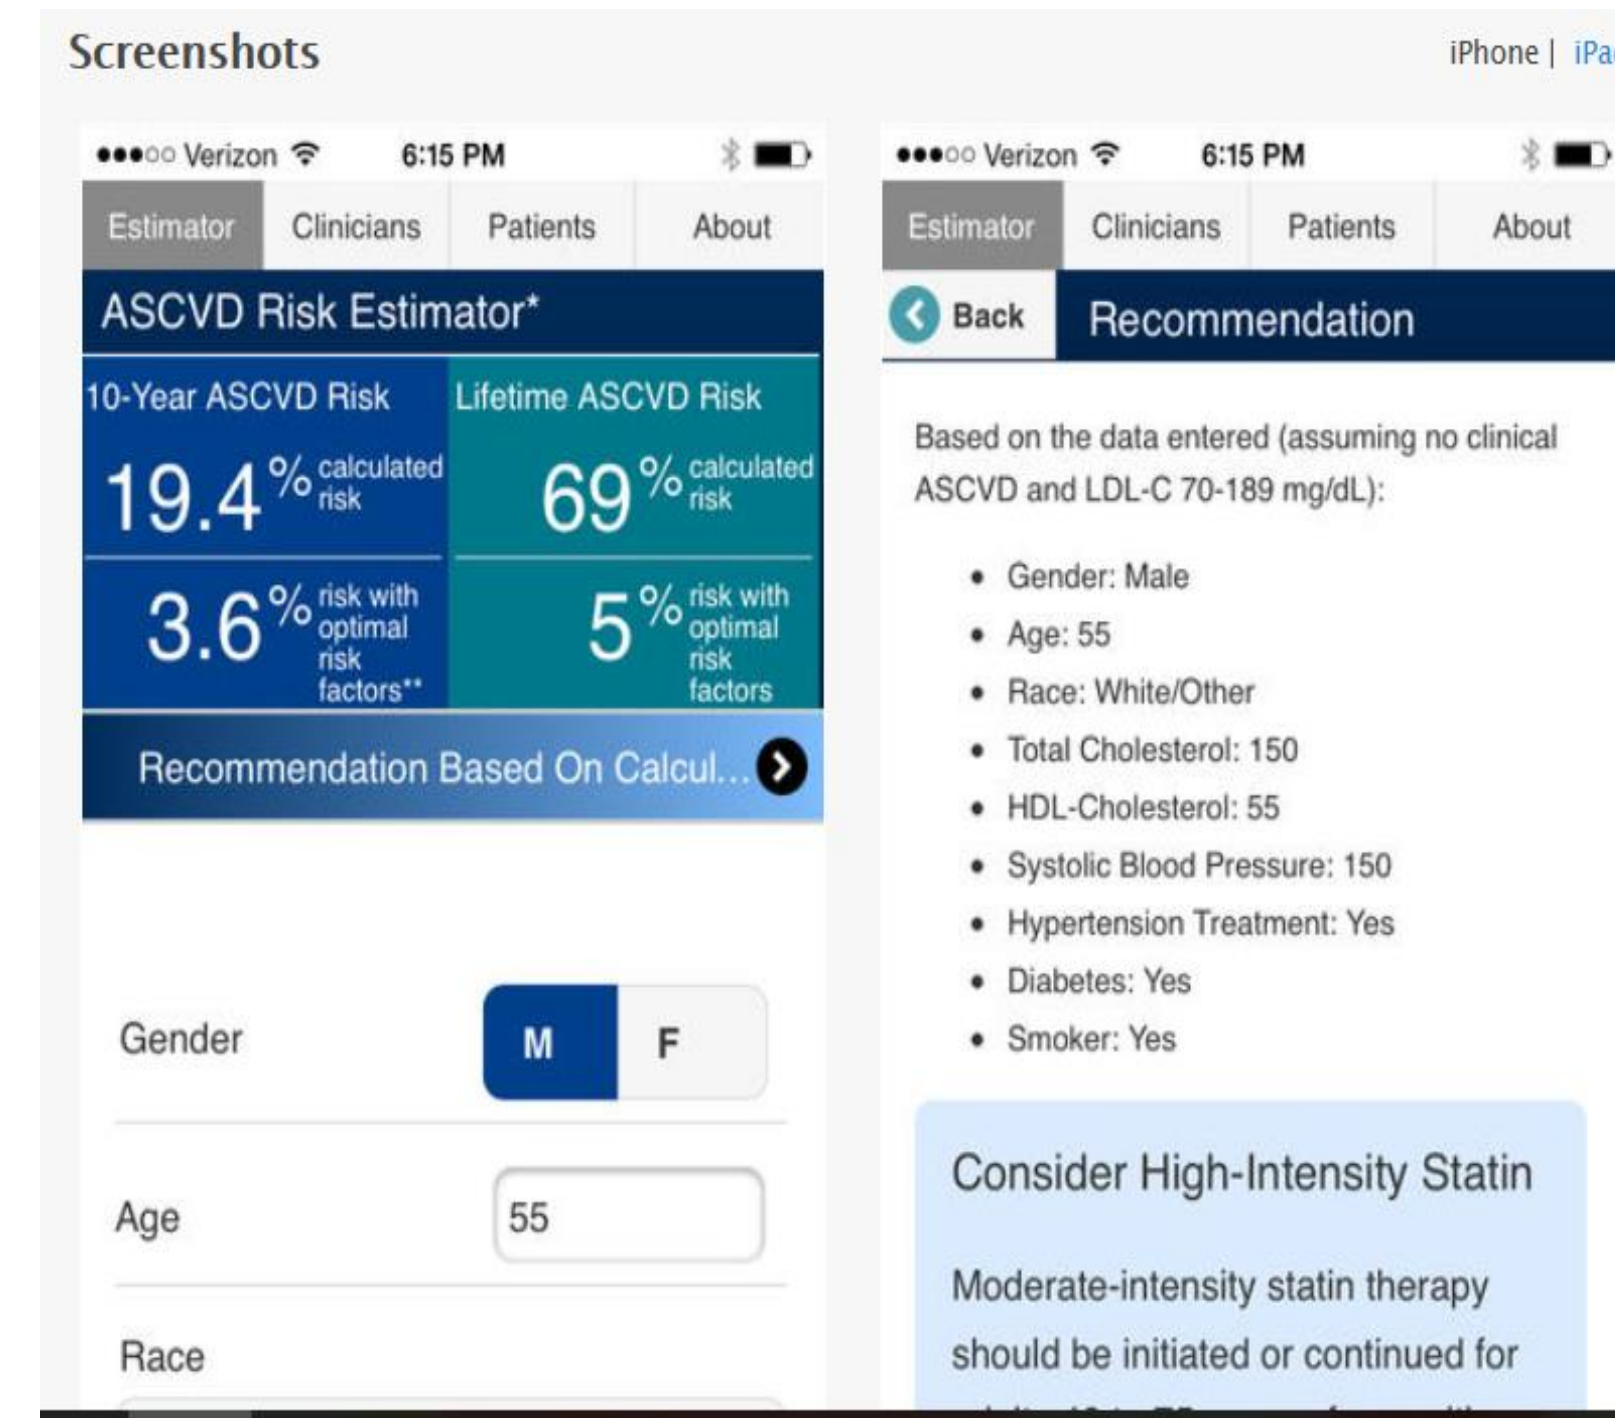 Screenshots
iPhone |
Verizon 6:15 PM
Estimator Clinicians Patients About
ASCVD Risk Estimator*
10-Year ASCVD Risk
19.4 % calculated risk
3.6 % risk with optimal risk factors**
Lifetime ASCVD Risk
69 % calculated risk
5 % risk with optimal risk factors
Recommendation Based On Calcul...
Gender M F
Age 55
Race
Verizon 6:15 PM
Estimator Clinicians Patients About
Back Recommendation
Based on the data entered (assuming no clinical
ASCVD and LDL-C 70-189 mg/dL):
• Gender: Male
• Age: 55
• Race: White/Other
• Total Cholesterol: 150
• HDL-Cholesterol: 55
• Systolic Blood Pressure: 150
• Hypertension Treatment: Yes
• Diabetes: Yes
• Smoker: Yes
Consider High-Intensity Statin
Moderate-intensity statin therapy
should be initiated or continued for